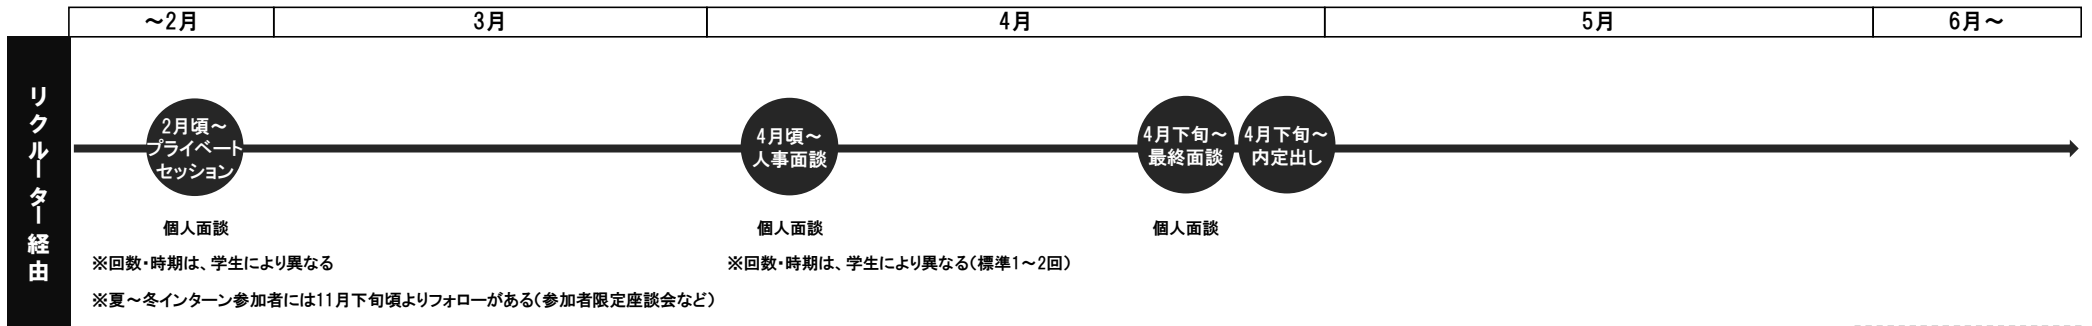 ～2月
3月
4月
5月
6月～
リクルーター経由
2月頃～
プライベート
セッション
4月頃～
人事面談
4月下旬～
最終面談
4月下旬～
内定出し
個人面談
個人面談
個人面談
※回数・時期は、学生により異なる
※回数・時期は、学生により異なる（標準1～2回）
※夏～冬インターン参加者には11月下旬頃よりフォローがある（参加者限定座談会など）